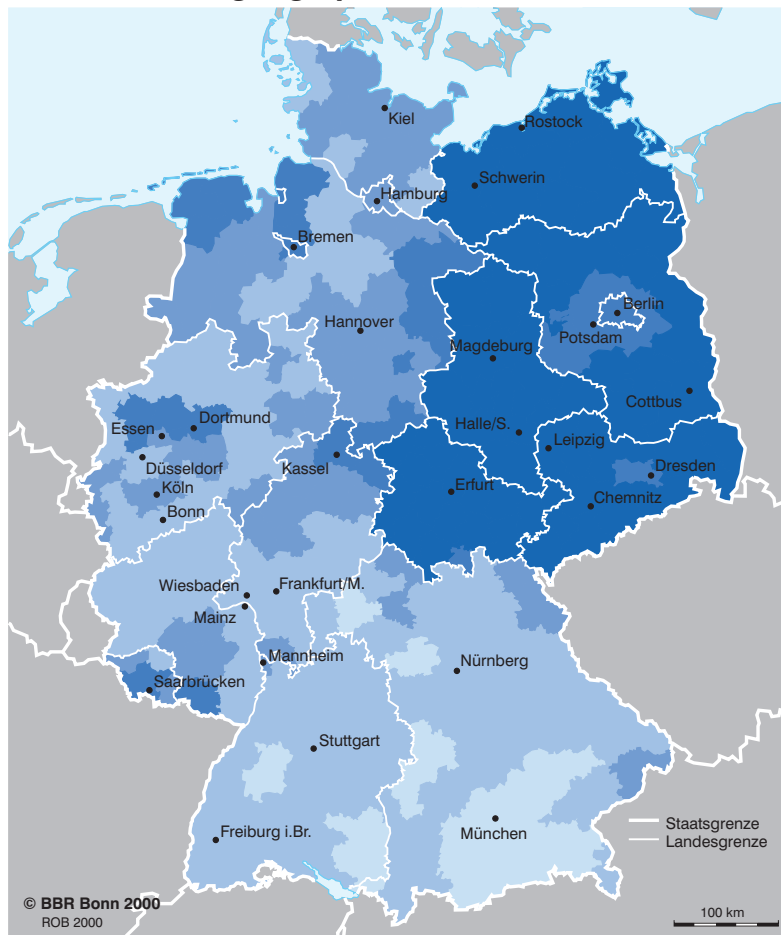 Kiel
Rostock
Schwerin
Hamburg
Bremen
Berlin
Hannover
Potsdam
Magdeburg
Cottbus
Dortmund
Essen
Halle/S.
Leipzig
Düsseldorf
Kassel
Dresden
Köln
Erfurt
Chemnitz
Bonn
Wiesbaden
Frankfurt/M.
Mainz
Mannheim
Nürnberg
Saarbrücken
Stuttgart
München
Freiburg i.Br.
Staatsgrenze
Landesgrenze
© BBR Bonn 2000
ROB 2000
100 km